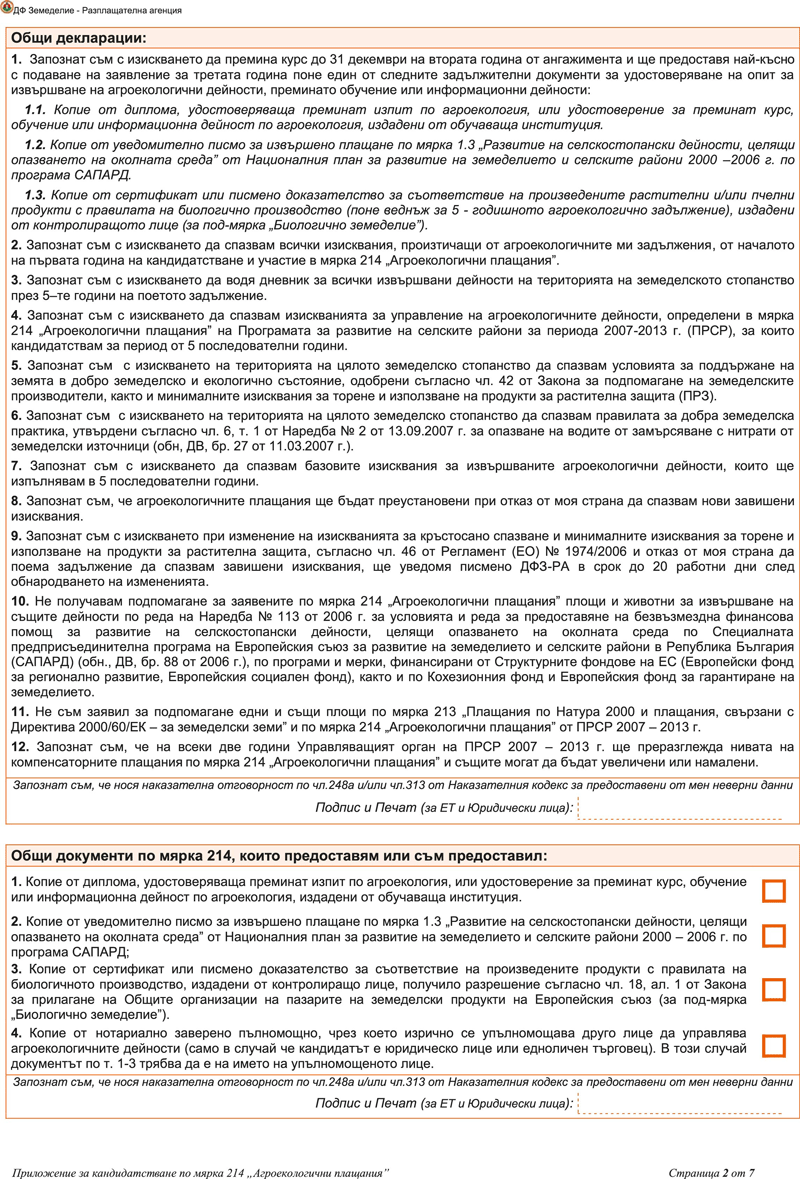 ДФ Земеделие - Разплащателна агенция
Общи декларации:
1. Запознат съм с изискването да премина курс до 31 декември на втората година от ангажимента и ще предоставя най-късно
с подаване на заявление за третата година поне един от следните задължителни документи за удостоверяване на опит за
извършване на агроекологични дейности, преминато обучение или информационни дейности:
1.1. Копие от диплома, удостоверяваща преминат изпит по агроекология, или удостоверение за преминат курс,
обучение или информационна дейност по агроекология, издадени от обучаваща институция.
1.2. Копие от уведомително писмо за извършено плащане по мярка 1.3 „Развитие на селскостопански дейности, целящи
опазването на околната среда” от Националния план за развитие на земеделието и селските райони 2000 –2006 г. по
програма САПАРД.
1.3. Копие от сертификат или писмено доказателство за съответствие на произведените растителни и/или пчелни
продукти с правилата на биологично производство (поне веднъж за 5 - годишното агроекологично задължение), издадени
от контролиращото лице (за под-мярка „Биологично земеделие”).
2. Запознат съм с изискването да спазвам всички изисквания, произтичащи от агроекологичните ми задължения, от началото
на първата година на кандидатстване и участие в мярка 214 „Агроекологични плащания”.
3. Запознат съм с изискването да водя дневник за всички извършвани дейности на територията на земеделското стопанство
през 5–те години на поетото задължение.
4. Запознат съм с изискването да спазвам изискванията за управление на агроекологичните дейности, определени в мярка
214 „Агроекологични плащания” на Програмата за развитие на селските райони за периода 2007-2013 г. (ПРСР), за които
кандидатствам за период от 5 последователни години.
5. Запознат съм с изискването на територията на цялото земеделско стопанство да спазвам условията за поддържане на
земята в добро земеделско и екологично състояние, одобрени съгласно чл. 42 от Закона за подпомагане на земеделските
производители, както и минималните изисквания за торене и използване на продукти за растителна защита (ПРЗ).
6. Запознат съм с изискването на територията на цялото земеделско стопанство да спазвам правилата за добра земеделска
практика, утвърдени съгласно чл. 6, т. 1 от Наредба № 2 от 13.09.2007 г. за опазване на водите от замърсяване с нитрати от
земеделски източници (обн, ДВ, бр. 27 от 11.03.2007 г.).
7. Запознат съм с изискването да спазвам базовите изисквания за извършваните агроекологични дейности, които ще
изпълнявам в 5 последователни години.
8. Запознат съм, че агроекологичните плащания ще бъдат преустановени при отказ от моя страна да спазвам нови завишени
изисквания.
9. Запознат съм с изискването при изменение на изискванията за кръстосано спазване и минималните изисквания за торене и
използване на продукти за растителна защита, съгласно чл. 46 от Регламент (ЕО) № 1974/2006 и отказ от моя страна да
поема задължение да спазвам завишени изисквания, ще уведомя писмено ДФЗ-РА в срок до 20 работни дни след
обнародването на измененията.
10. Не получавам подпомагане за заявените по мярка 214 „Агроекологични плащания” площи и животни за извършване на
същите дейности по реда на Наредба № 113 от 2006 г. за условията и реда за предоставяне на безвъзмездна финансова
помощ за развитие на селскостопански дейности, целящи опазването на околната среда по Специалната
предприсъединителна програма на Европейския съюз за развитие на земеделието и селските райони в Република България
(САПАРД) (обн., ДВ, бр. 88 от 2006 г.), по програми и мерки, финансирани от Структурните фондове на ЕС (Европейски фонд
за регионално развитие, Европейския социален фонд), както и по Кохезионния фонд и Европейския фонд за гарантиране на
земеделието.
11. Не съм заявил за подпомагане едни и същи площи по мярка 213 „Плащания по Натура 2000 и плащания, свързани с
Директива 2000/60/ЕК – за земеделски земи” и по мярка 214 „Агроекологични плащания” от ПРСР 2007 – 2013 г.
12. Запознат съм, че на всеки две години Управляващият орган на ПРСР 2007 – 2013 г. ще преразглежда нивата на
компенсаторните плащания по мярка 214 „Агроекологични плащания” и същите могат да бъдат увеличени или намалени.
Запознат съм, че нося наказателна отговорност по чл.248а и/или чл.313 от Наказателния кодекс за предоставени от мен неверни данни
Подпис и Печат (за ЕТ и Юридически лица):
Общи документи по мярка 214, които предоставям или съм предоставил:
1. Копие от диплома, удостоверяваща преминат изпит по агроекология, или удостоверение за преминат курс, обучение
или информационна дейност по агроекология, издадени от обучаваща институция.
2. Копие от уведомително писмо за извършено плащане по мярка 1.3 „Развитие на селскостопански дейности, целящи
опазването на околната среда” от Националния план за развитие на земеделието и селските райони 2000 – 2006 г. по
програма САПАРД;
3. Копие от сертификат или писмено доказателство за съответствие на произведените продукти с правилата на
биологичното производство, издадени от контролиращо лице, получило разрешение съгласно чл. 18, ал. 1 от Закона
за прилагане на Общите организации на пазарите на земеделски продукти на Европейския съюз (за под-мярка
„Биологично земеделие”).
4. Копие от нотариално заверено пълномощно, чрез което изрично се упълномощава друго лице да управлява
агроекологичните дейности (само в случай че кандидатът е юридическо лице или едноличен търговец). В този случай
документът по т. 1-3 трябва да е на името на упълномощеното лице.
Запознат съм, че нося наказателна отговорност по чл.248а и/или чл.313 от Наказателния кодекс за предоставени от мен неверни данни
Подпис и Печат (за ЕТ и Юридически лица):
Приложение за кандидатстване по мярка 214 „Агроекологични плащания” Страница 2 от 7